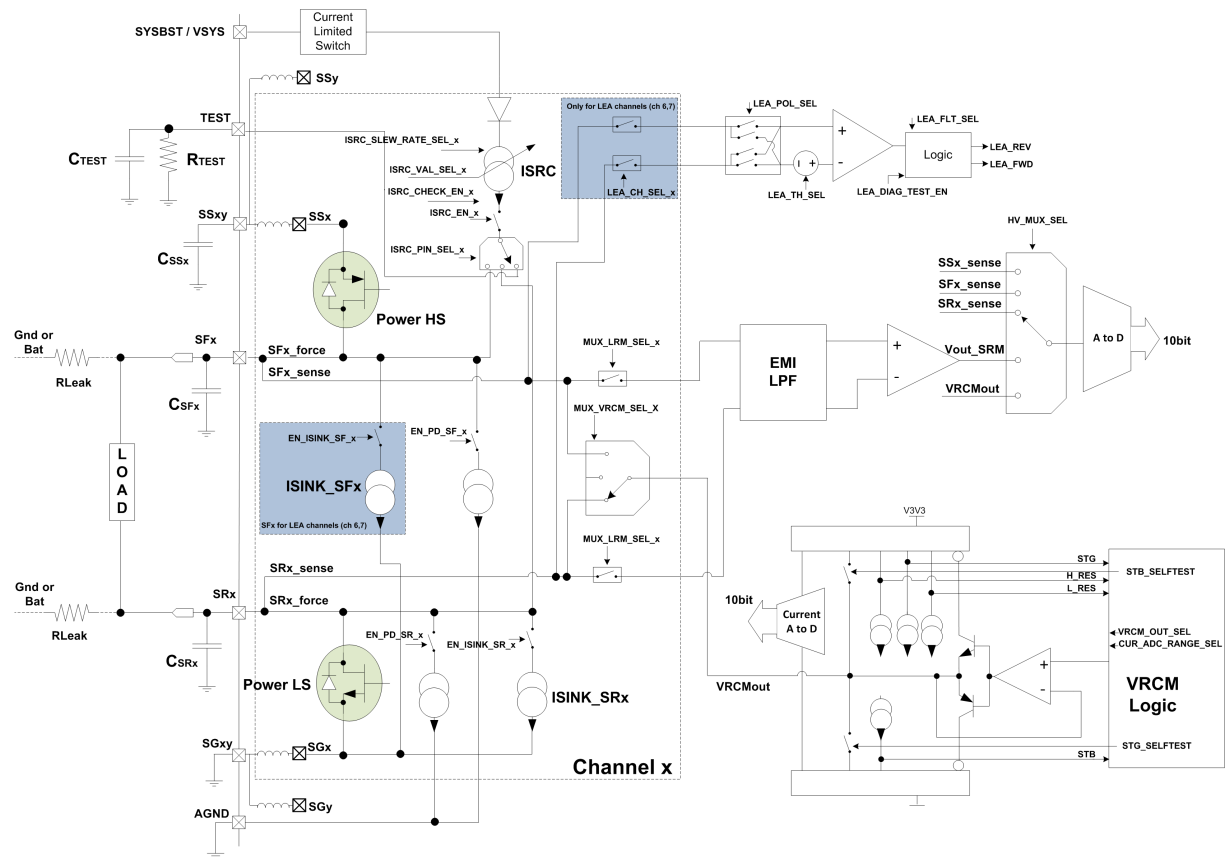 SYSBST / VSYS
Current
Limited
Switch
SSy
TEST
CTEST
RTEST
ISRC_SLEW_RATE_SEL_x
ISRC_VAL_SEL_x
ISRC
ISRC_CHECK_EN_x
ISRC_EN_x
ISRC_PIN_SEL_x
Only for LEA channels (ch 6,7)
LEA_CH_SEL_x
LEA_POL_SEL
+
-
LEA_TH_SEL
LEA_FLT_SEL
Logic
LEA_REV
LEA_FWD
LEA_DIAG_TEST_EN
SSxy
SSx
CSSx
Power HS
HV_MUX_SEL
SSx_sense
SFx_sense
SRx_sense
Vout_SRM
VRCMout
A to D
10bit
Gnd or
Bat
RLeak
SFx
CSFx
SFx_force
SFx_sense
MUX_LRM_SEL_x
EMI
LPF
+
-
MUX_VRCM_SEL_X
EN_ISINK_SF_x
EN_PD_SF_x
ISINK_SFx
SFx for LEA channels (ch 6,7)
L
O
A
D
MUX_LRM_SEL_x
SRx_sense
SRx_force
Gnd or
Bat
RLeak
SRx
CSRx
EN_PD_SR_x
EN_ISINK_SR_x
Power LS
ISINK_SRx
SGxy
SGx
Channel x
SGy
AGND
V3V3
STG
H_RES
L_RES
STB_SELFTEST
10bit
Current
A to D
VRCM_OUT_SEL
CUR_ADC_RANGE_SEL
VRCMout
+
-
VRCM
Logic
STG_SELFTEST
STB